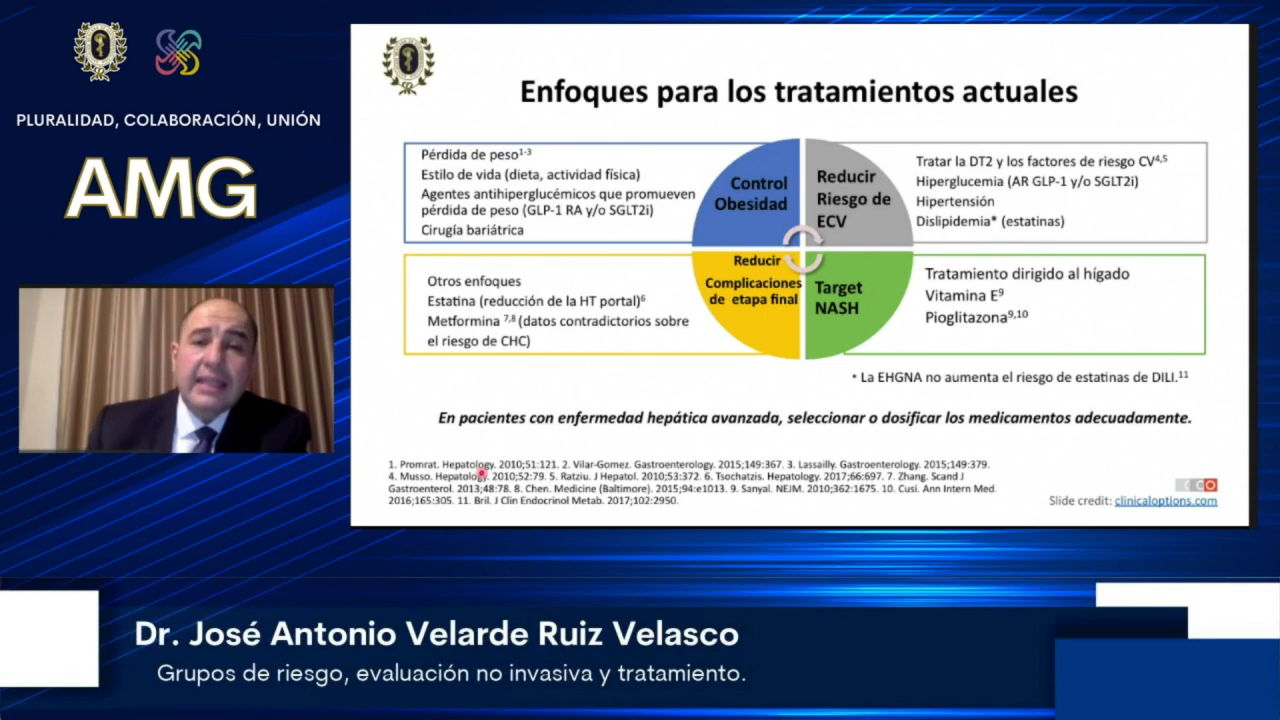 PLURALIDAD, COLABORACIÓN, UNIÓN
AMG
Enfoques para los tratamientos actuales
Pérdida de peso1-3
Estilo de vida (dieta, actividad física)
Agentes antihiperglucémicos que promueven
pérdida de peso (GLP-1 RA y/o SGLT2i)
Cirugía bariátrica
Control
Obesidad
Reducir
Riesgo de
ECV
Tratar la DT2 y los factores de riesgo CV4,5
Hiperglucemia (AR GLP-1 y/o SGLT2i)
Hipertensión
Dislipidemia* (estatinas)
Otros enfoques
Estatina (reducción de la HT portal)6
Metformina 7,8 (datos contradictorios sobre
el riesgo de CHC)
Reducir
Complicaciones
de etapa final
Target
NASH
Tratamiento dirigido al hígado
Vitamina E9
Pioglitazona9,10
* La EHGNA no aumenta el riesgo de estatinas de DILI.11
En pacientes con enfermedad hepática avanzada, seleccionar o dosificar los medicamentos adecuadamente.
1. Promrat. Hepatology. 2010;51:121. 2. Vilar-Gomez. Gastroenterology. 2015;149:367. 3. Lassailly. Gastroenterology. 2015;149:379.
4. Musso. Hepatology. 2010;52:79. 5. Ratziu. J Hepatol. 2010;53:372. 6. Tsochatzis. Hepatology. 2017;66:697. 7. Zhang. Scand J
Gastroenterol. 2013;48:78. 8. Chen. Medicine (Baltimore). 2015;94:e1013. 9. Sanyal. NEJM. 2010;362:1675. 10. Cusi. Ann Intern Med.
2016;165:305. 11. Bril. J Clin Endocrinol Metab. 2017;102:2950.
CCO
Slide credit: clinicaloptions.com
Dr. José Antonio Velarde Ruiz Velasco
Grupos de riesgo, evaluación no invasiva y tratamiento.